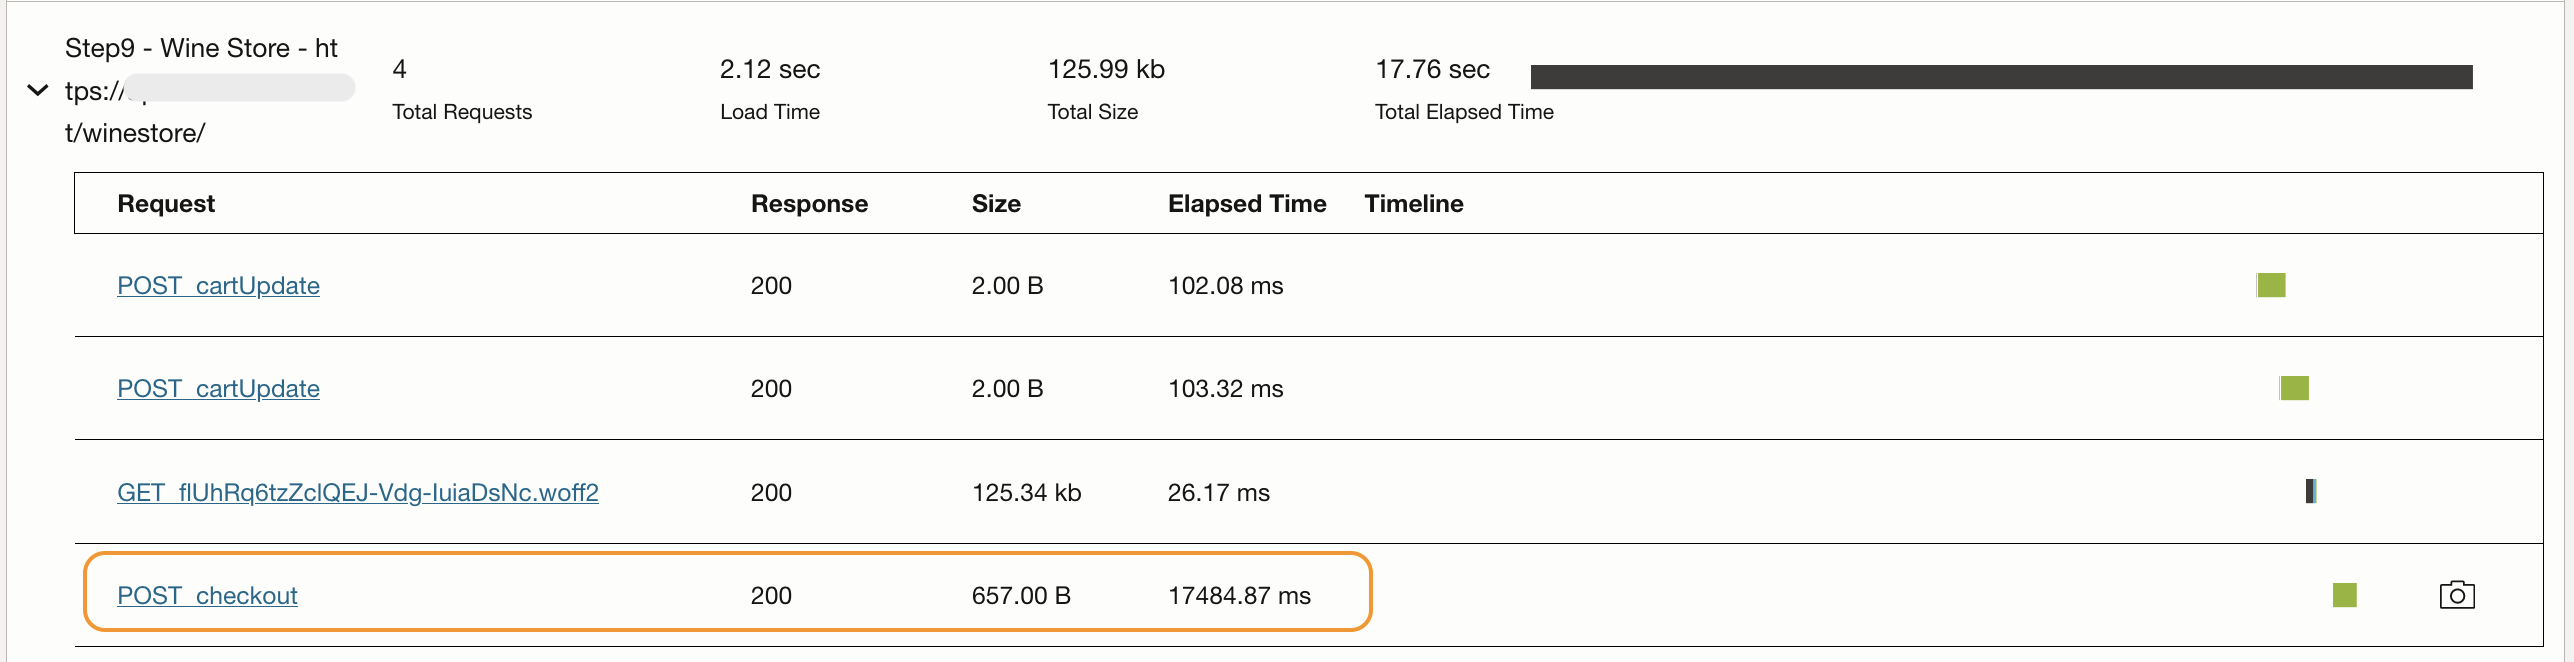 Step9 - Wine Store - ht
tps://
t/winestore/
4
Total Requests
2.12 sec
Load Time
125.99 kb
Total Size
17.76 sec
Total Elapsed Time
Request Response Size Elapsed Time Timeline
POST cartUpdate 200 2.00 B 102.08 ms
POST cartUpdate 200 2.00 B 103.32 ms
GET flUhRq6tzZclQEJ-Vdg-IuiaDsNc.woff2 200 125.34 kb 26.17 ms
POST checkout 200 657.00 B 17484.87 ms